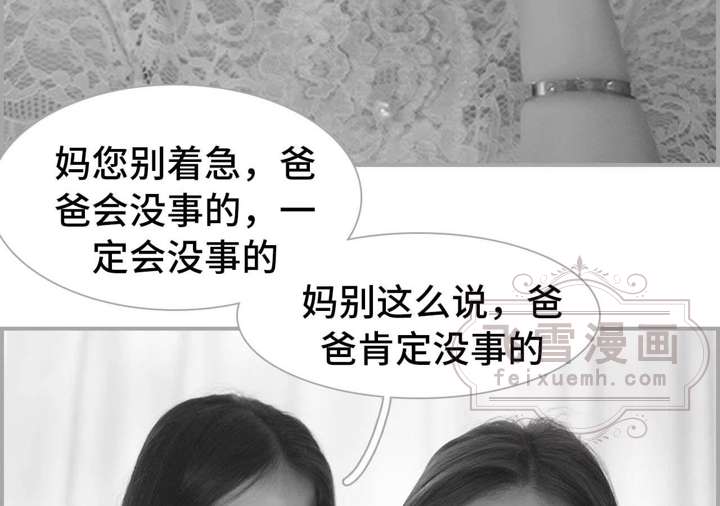 妈您别着急，爸
爸会没事的，一
定会没事的
妈别这么说，爸
爸肯定没事的
飞雪漫画
feixuemh.com